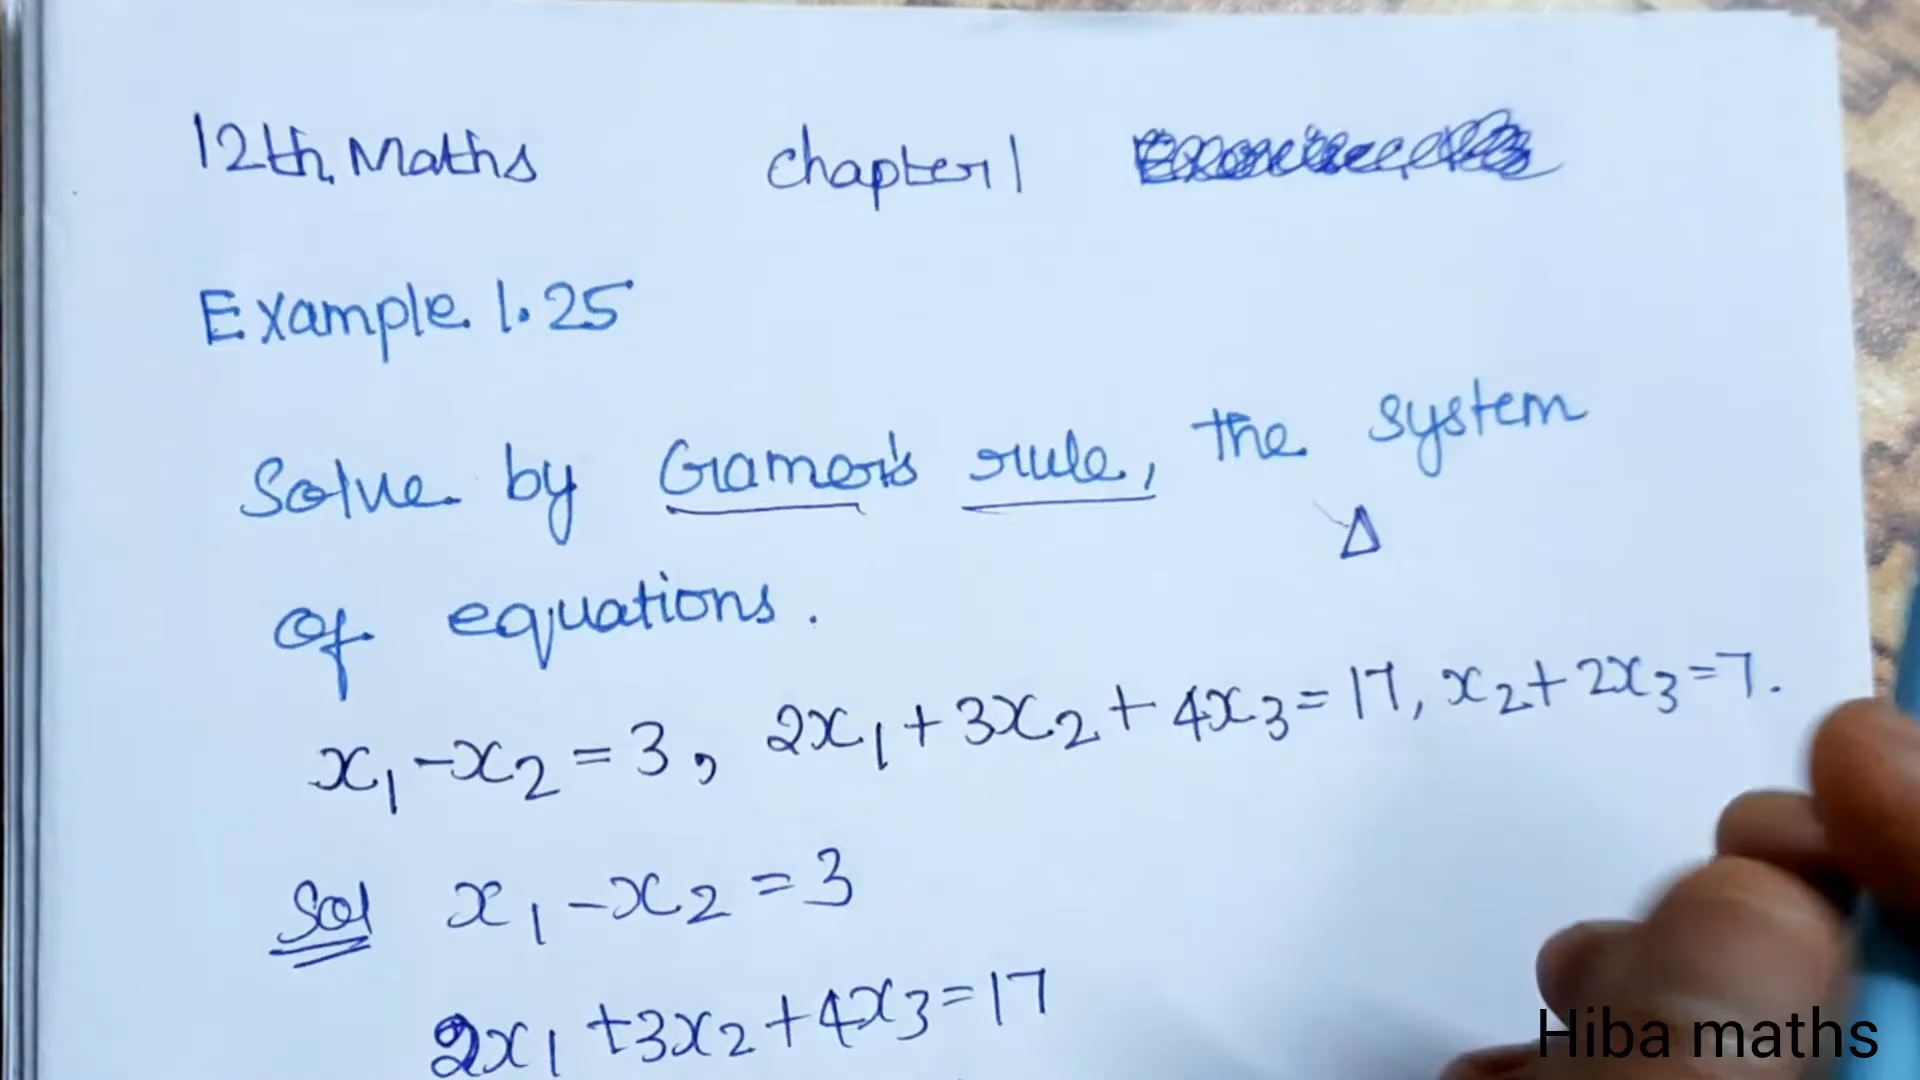 12th Maths chapter 1
Example 1.25
Solve by Cramer's rule, the system
Δ
of equations.
x₁ - x₂ = 3, 2x₁ + 3x₂ + 4x₃ = 17, x₂ + 2x₃ = 7.
Sol x₁ - x₂ = 3
2x₁ + 3x₂ + 4x₃ = 17
Hiba maths